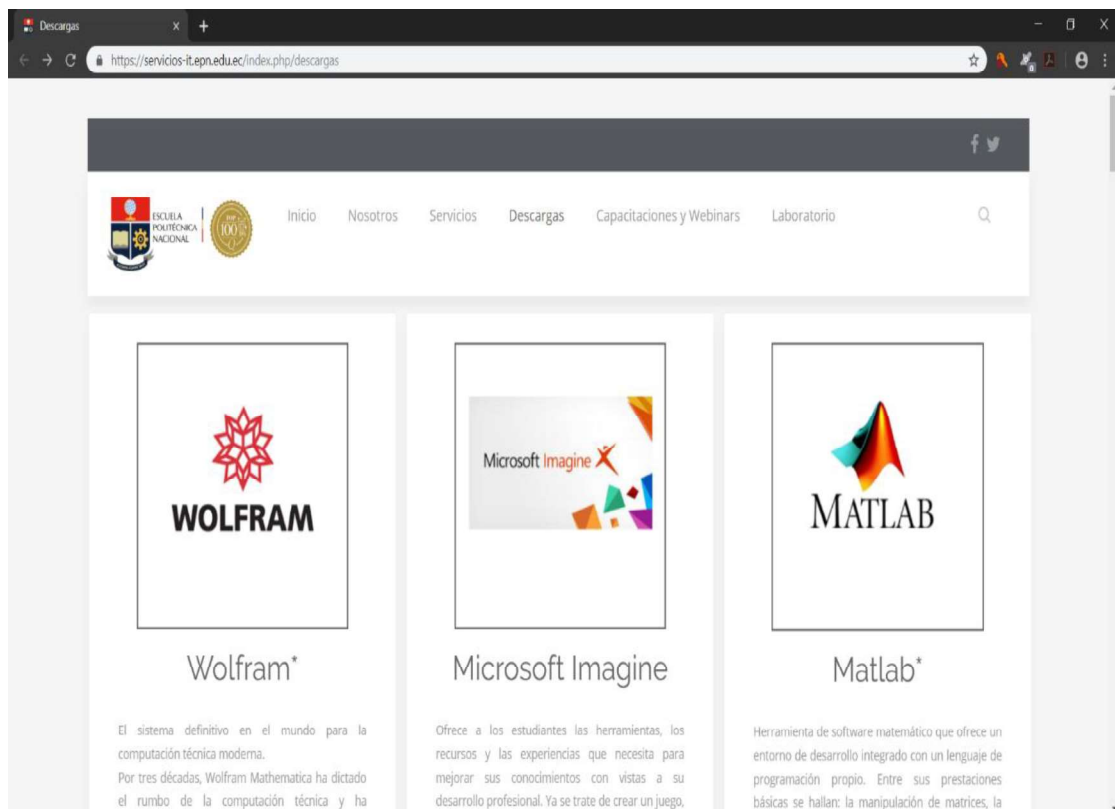 Descargas
https://servicios-it.epn.edu.ec/index.php/descargas
ESCUELA
POLITÉCNICA
NACIONAL
TOP
100
Inicio Nosotros Servicios Descargas Capacitaciones y Webinars Laboratorio
WOLFRAM
Microsoft Imagine
MATLAB
Wolfram*
El sistema definitivo en el mundo para la
computación técnica moderna.
Por tres décadas, Wolfram Mathematica ha dictado
el rumbo de la computación técnica y ha
Microsoft Imagine
Ofrece a los estudiantes las herramientas, los
recursos y las experiencias que necesita para
mejorar sus conocimientos con vistas a su
desarrollo profesional. Ya se trate de crear un juego,
Matlab*
Herramienta de software matemático que ofrece un
entorno de desarrollo integrado con un lenguaje de
programación propio. Entre sus prestaciones
básicas se hallan: la manipulación de matrices, la